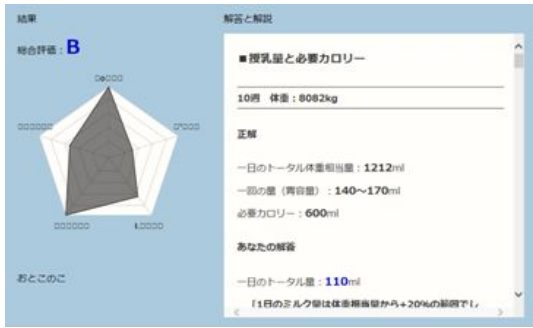 結果
総合評価：B
おとこのこ
解答と解説
■授乳量と必要カロリー
10週 体重：8082kg
正解
一日のトータル体重相当量：1212ml
一回の量（胃容量）：140～170ml
必要カロリー：600ml
あなたの解答
一日のトータル量：110ml
「1日のミルク量は体重相当量から+20%の範囲でし